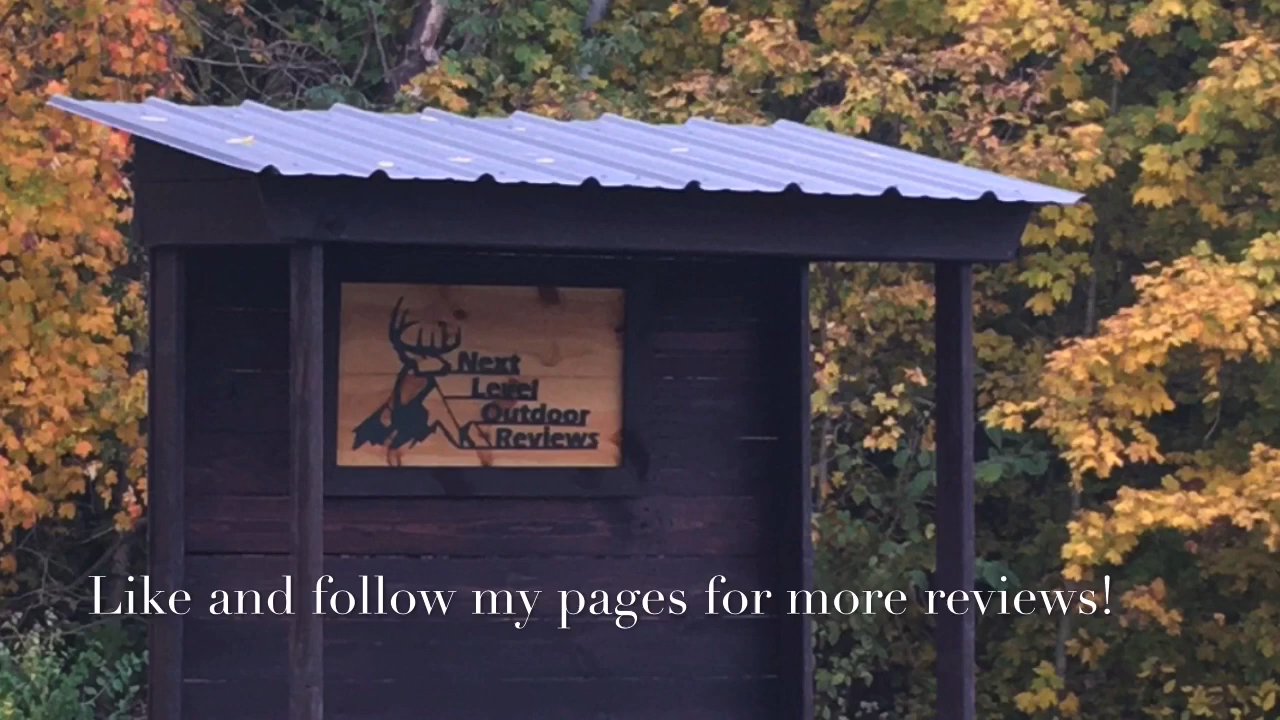 Next
Level
Outdoor
Reviews
Like and follow my pages for more reviews!